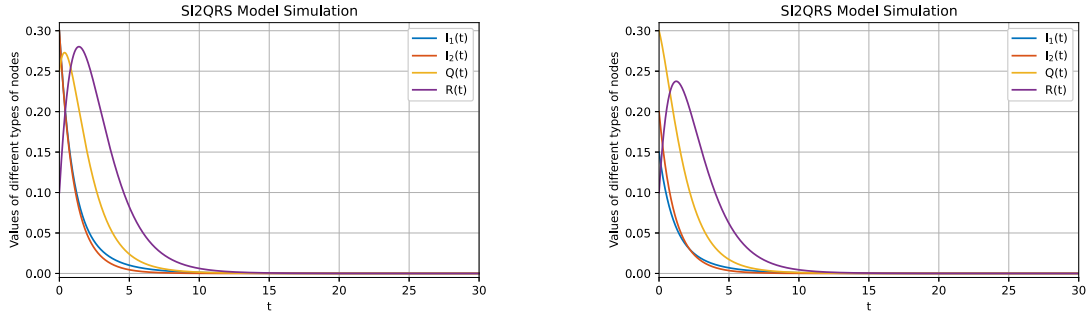 SI2QRS Model Simulation
Values of different types of nodes
0.30
0.25
0.20
0.15
0.10
0.05
0.00
I₁(t)
I₂(t)
Q(t)
R(t)
0 5 10 15 20 25 30
t
SI2QRS Model Simulation
Values of different types of nodes
0.30
0.25
0.20
0.15
0.10
0.05
0.00
I₁(t)
I₂(t)
Q(t)
R(t)
0 5 10 15 20 25 30
t